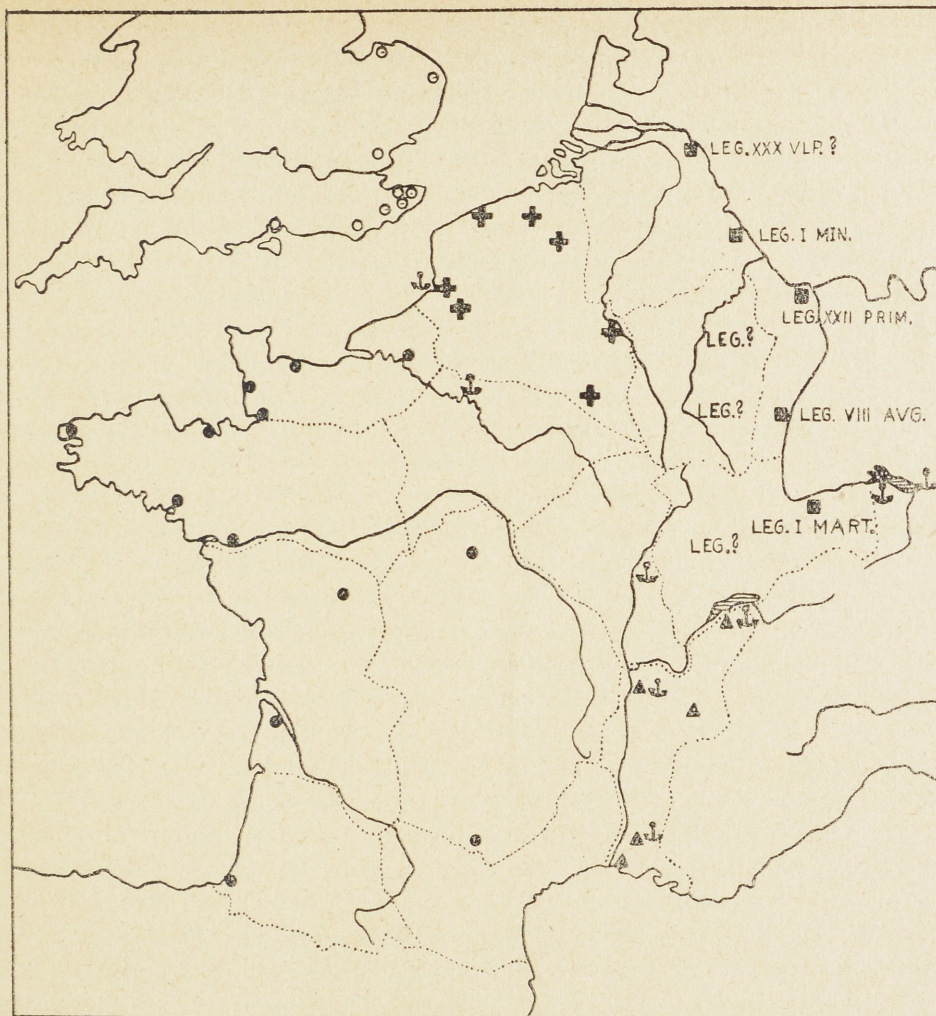 LEG. XXX VLP. ?
LEG. I MIN.
LEG. XXII PRIM.
LEG. ?
LEG. ?
LEG. VIII AVG.
LEG. I MART.
LEG. ?